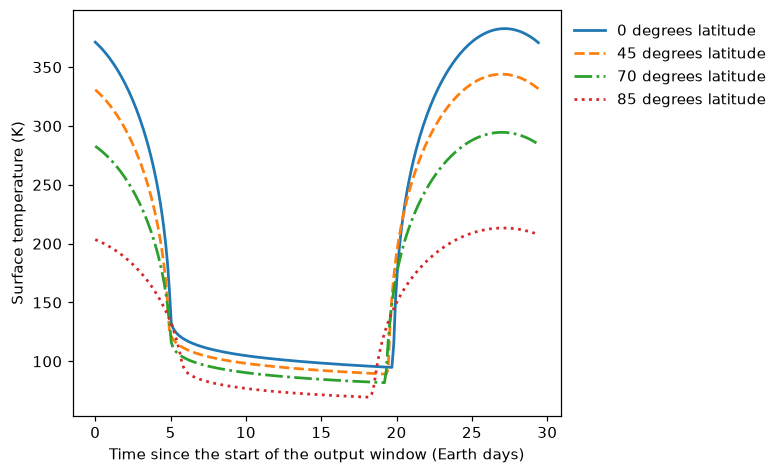 0 degrees latitude
45 degrees latitude
70 degrees latitude
85 degrees latitude
Surface temperature (K)
350
300
250
200
150
100
0 5 10 15 20 25 30
Time since the start of the output window (Earth days)